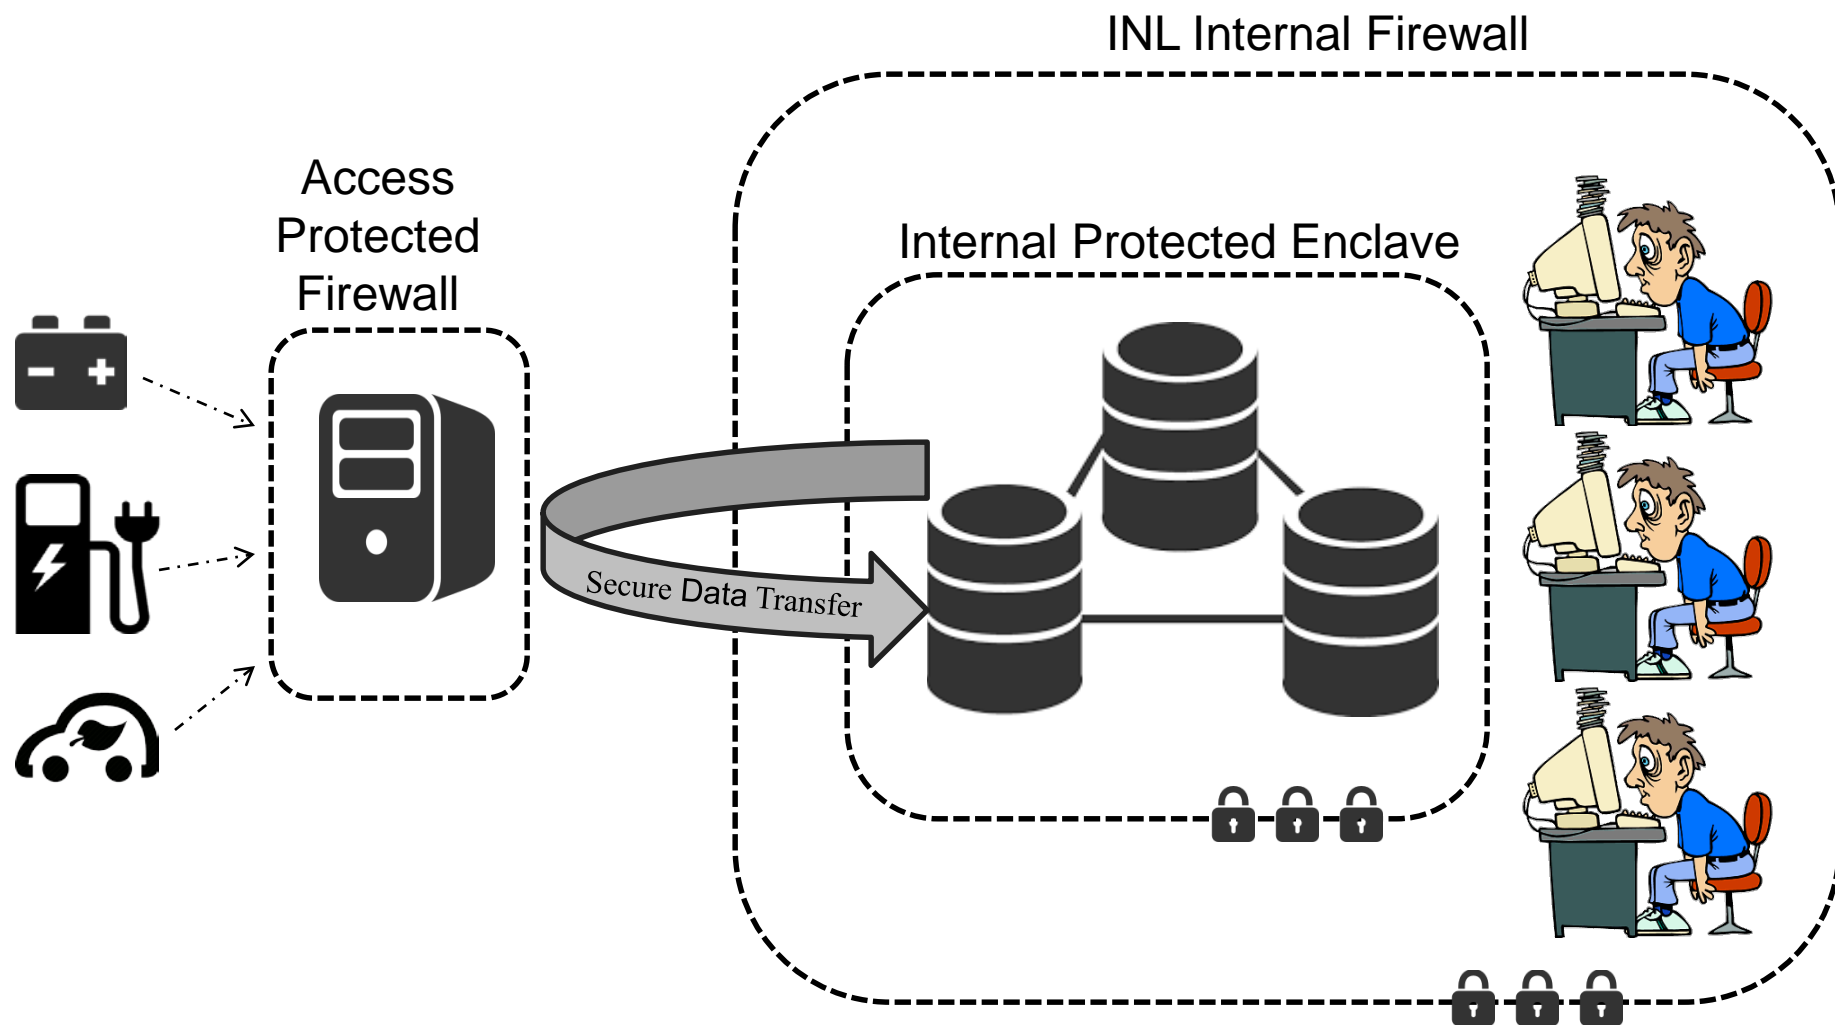 INL Internal Firewall
Access
Protected
Firewall
Internal Protected Enclave
Secure Data Transfer